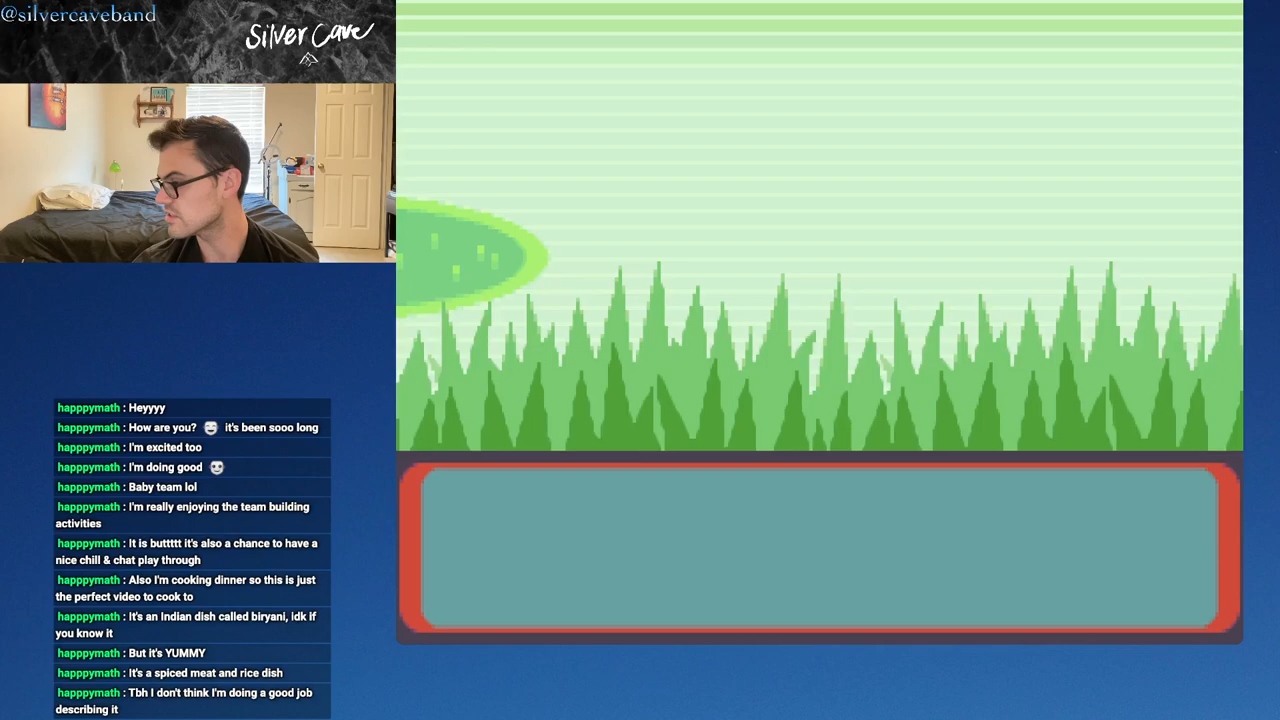 @silvercaveband
Silver Cave
happpymath : Heyyyy
happpymath : How are you? it's been sooo long
happpymath : I'm excited too
happpymath : I'm doing good
happpymath : Baby team lol
happpymath : I'm really enjoying the team building
activities
happpymath : It is buttttt it's also a chance to have a
nice chill & chat play through
happpymath : Also I'm cooking dinner so this is just
the perfect video to cook to
happpymath : It's an Indian dish called biryani, Idk if
you know it
happpymath : But it's YUMMY
happpymath : It's a spiced meat and rice dish
happpymath : Tbh I don't think I'm doing a good job
describing it